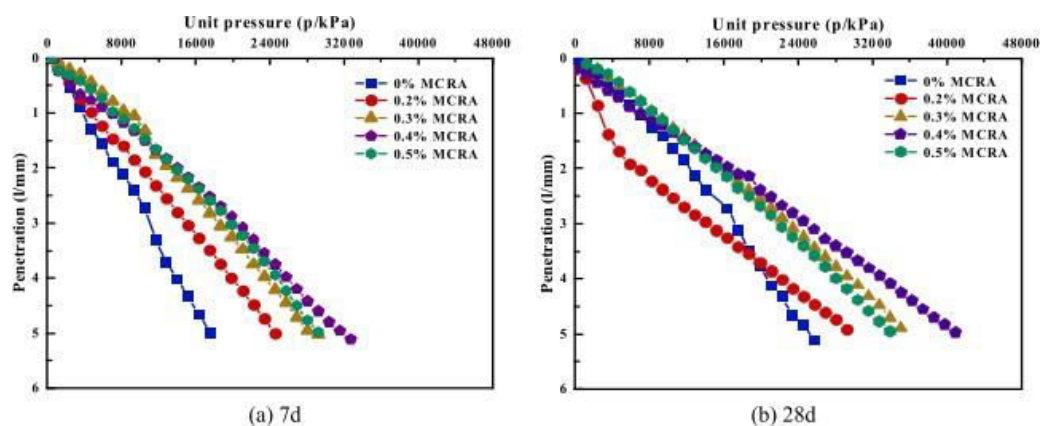 Unit pressure (p/kPa)
0 8000 16000 24000 32000 40000 48000
0
1
2
3
4
5
6
Penetration (l/mm)
0% MCRA
0.2% MCRA
0.3% MCRA
0.4% MCRA
0.5% MCRA
(a) 7d
Unit pressure (p/kPa)
0 8000 16000 24000 32000 40000 48000
0
1
2
3
4
5
6
Penetration (l/mm)
0% MCRA
0.2% MCRA
0.3% MCRA
0.4% MCRA
0.5% MCRA
(b) 28d